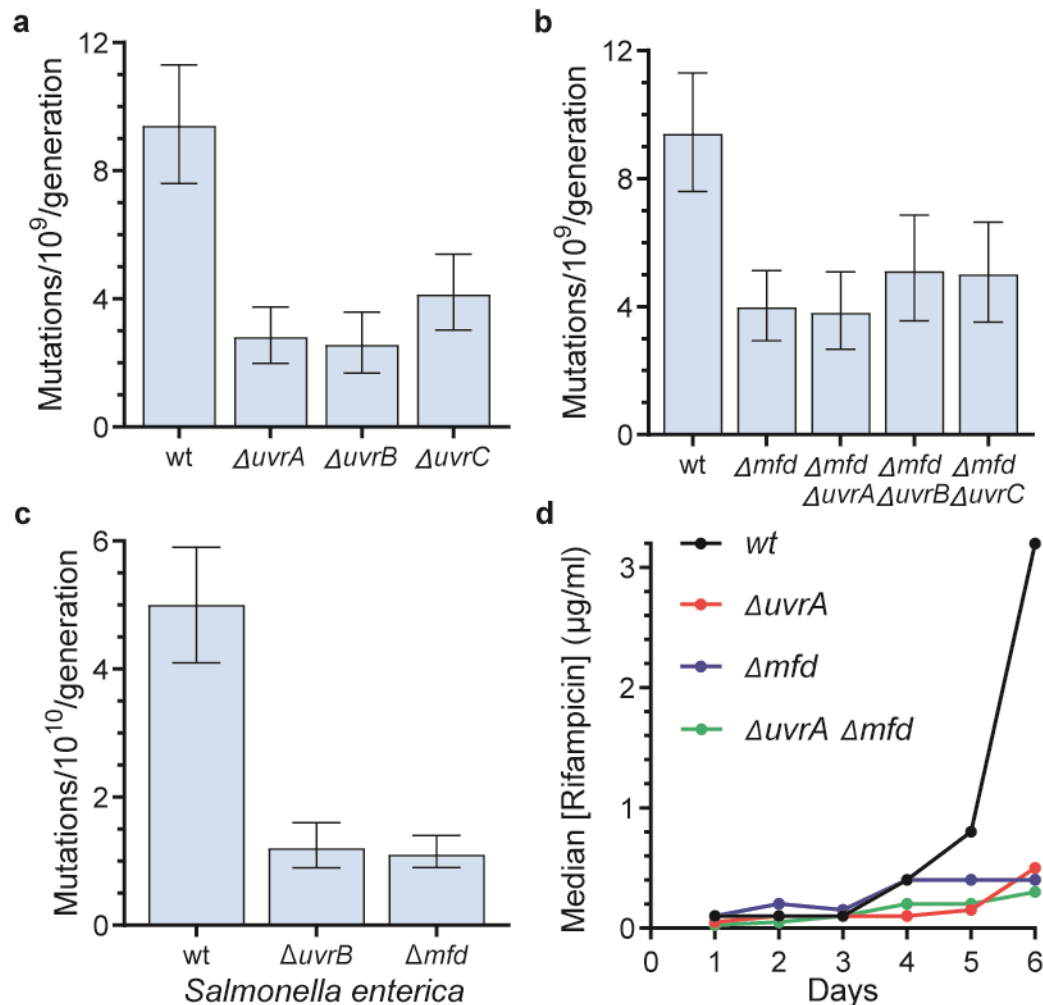 a
Mutations/10⁹/generation
12
8
4
0
wt
ΔuvrA
ΔuvrB
ΔuvrC
b
Mutations/10⁹/generation
12
8
4
0
wt
Δmfd
Δmfd
ΔuvrA
Δmfd
ΔuvrB
Δmfd
ΔuvrC
c
Mutations/10¹⁰/generation
6
4
2
0
wt
ΔuvrB
Δmfd
Salmonella enterica
d
Median [Rifampicin] (µg/ml)
3
2
1
0
wt
ΔuvrA
Δmfd
ΔuvrA Δmfd
0
1
2
3
4
5
6
Days